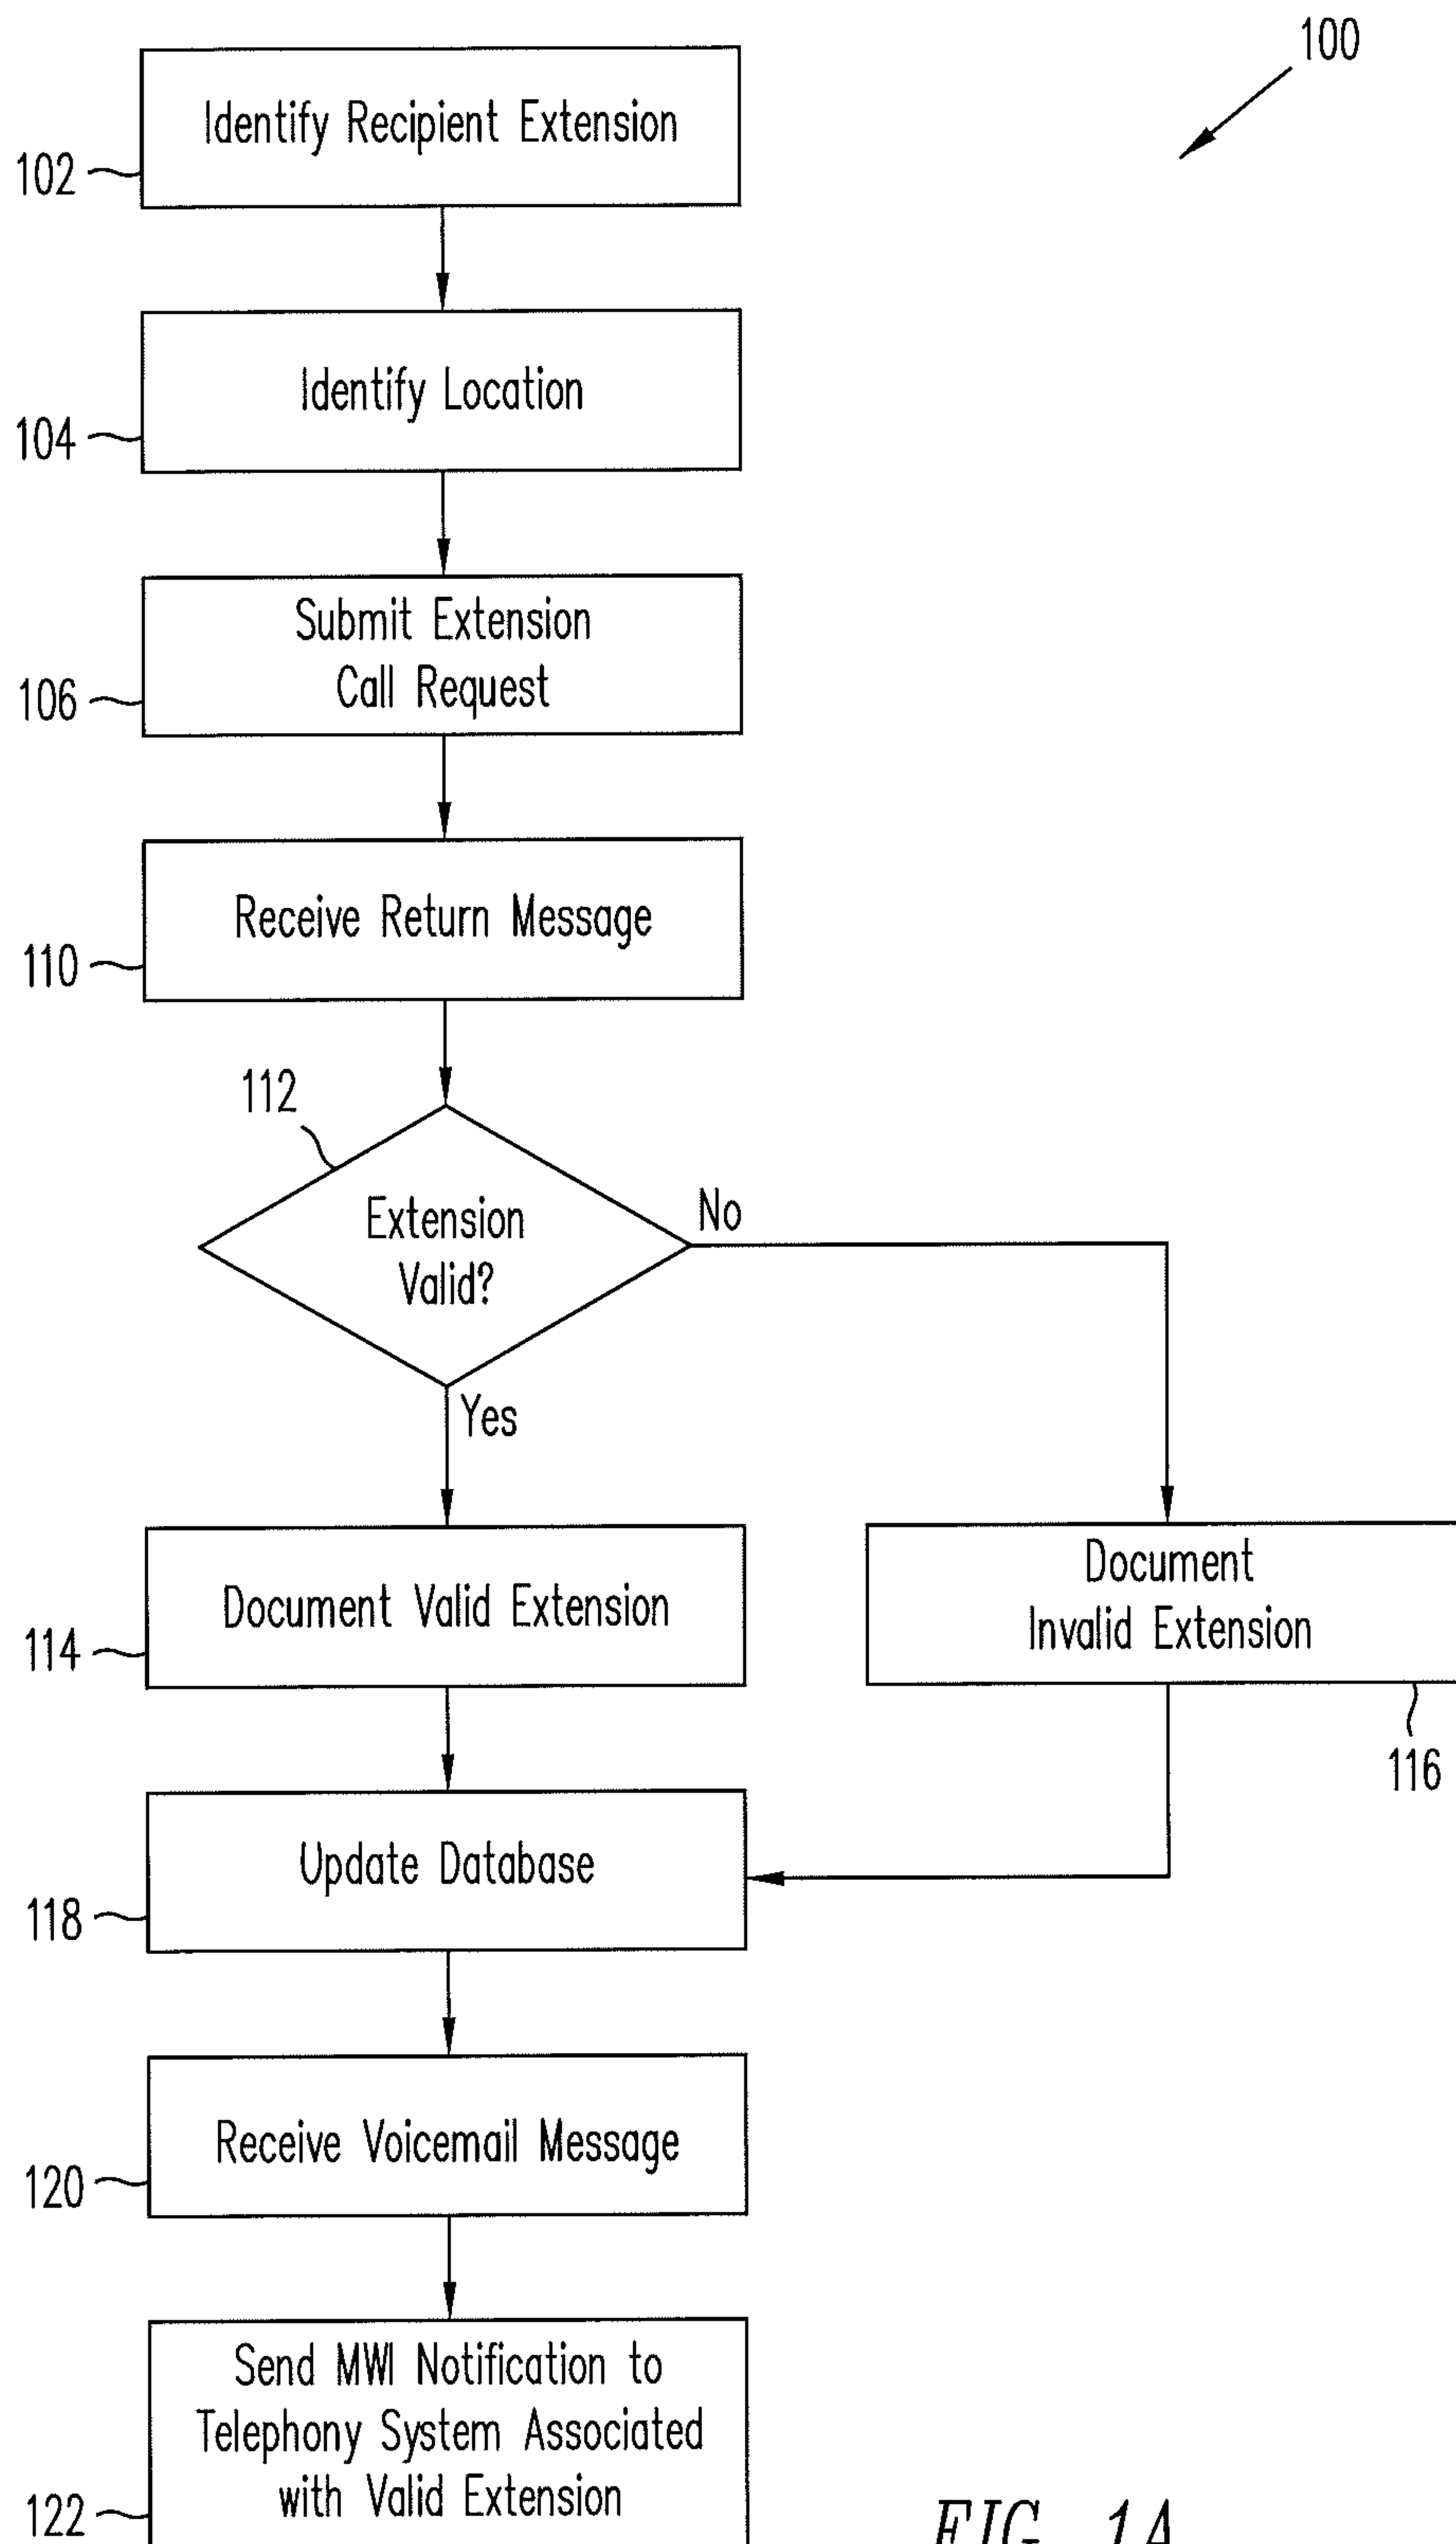 100
Identify Recipient Extension
102
Identify Location
104
Submit Extension
Call Request
106
Receive Return Message
110
112
Extension
Valid?
No
Yes
Document Valid Extension
114
Document
Invalid Extension
116
Update Database
118
Receive Voicemail Message
120
Send MWI Notification to
Telephony System Associated
with Valid Extension
122
FIG. 1A